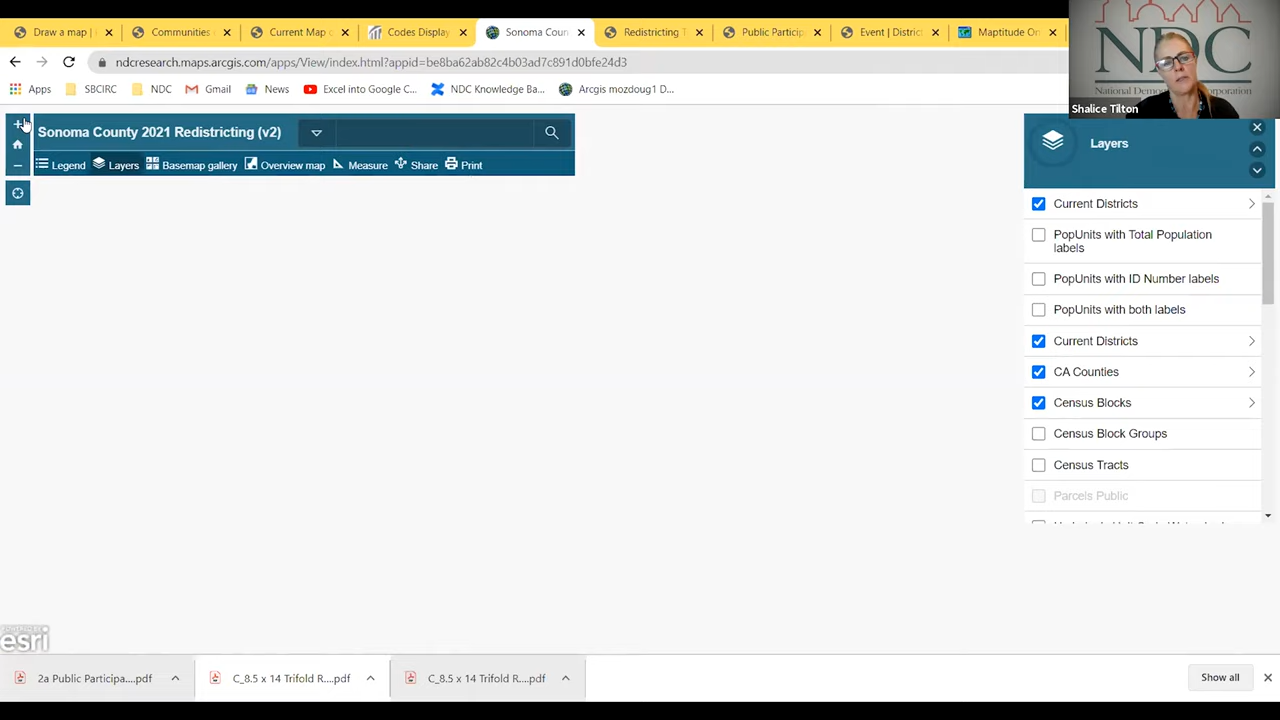 Draw a map |
Communities
Current Map o
Codes Display
Sonoma Coun
Redistricting T
Public Particip
Event | District
Maptitude On
ndcresearch.maps.arcgis.com/apps/View/index.html?appid=be8ba62ab82c4b03ad7c891d0bfe24d3
Apps
SBCIRC
NDC
Gmail
News
Excel into Google C...
NDC Knowledge Ba...
Arcgis mozdoug1 D...
NDC
National Demo
Corporation
Shalice Tilton
Sonoma County 2021 Redistricting (v2)
Legend
Layers
Basemap gallery
Overview map
Measure
Share
Print
Layers
Current Districts
PopUnits with Total Population
labels
PopUnits with ID Number labels
PopUnits with both labels
Current Districts
CA Counties
Census Blocks
Census Block Groups
Census Tracts
Parcels Public
esri
2a Public Participa....pdf
C_8.5 x 14 Trifold R....pdf
C_8.5 x 14 Trifold R....pdf
Show all